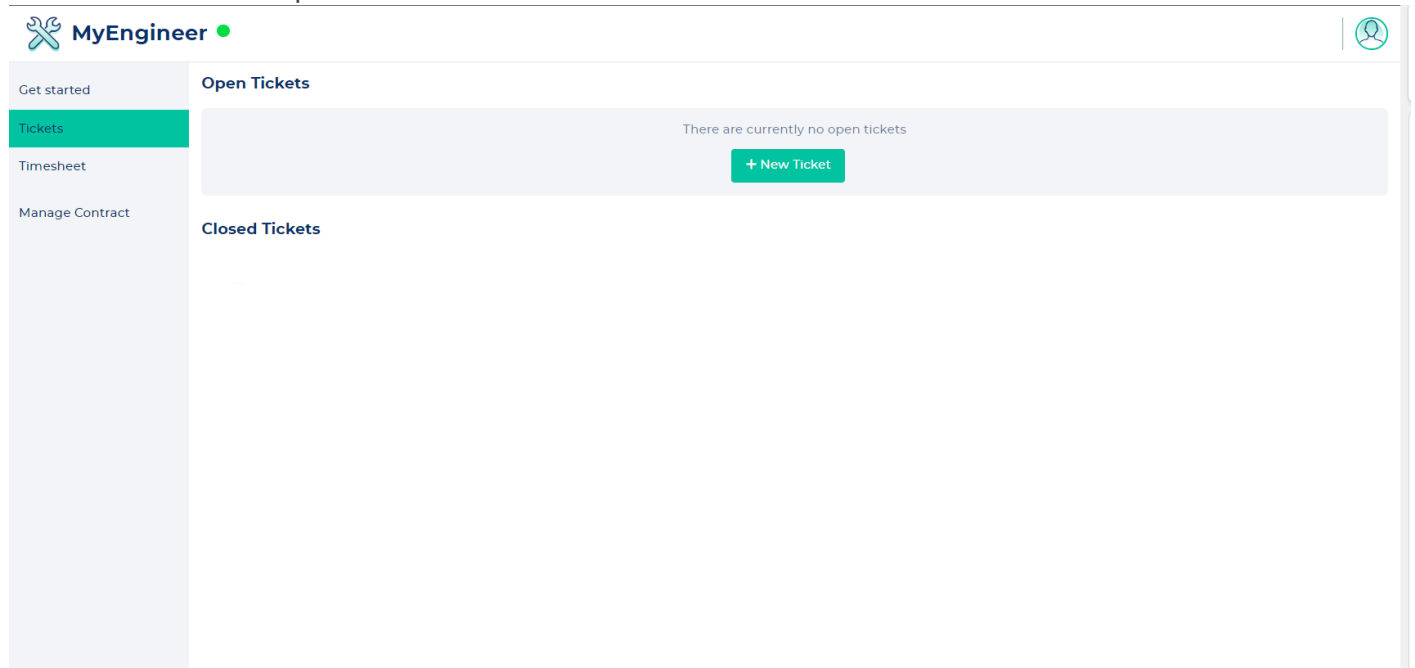 MyEngineer
Get started
Tickets
Timesheet
Manage Contract
Open Tickets
There are currently no open tickets
+ New Ticket
Closed Tickets